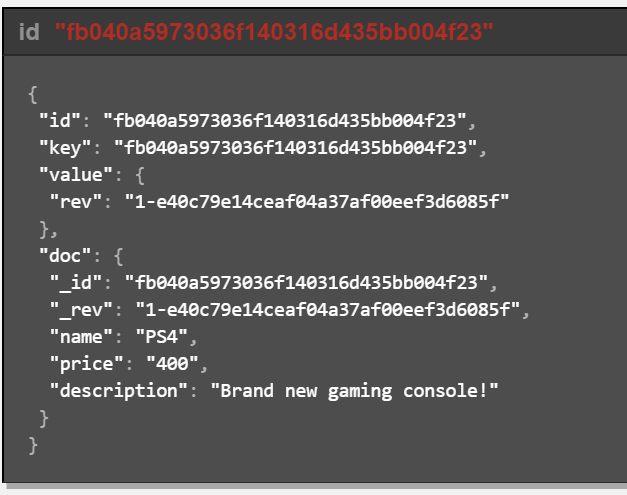 id "fb040a5973036f140316d435bb004f23"
{
"id": "fb040a5973036f140316d435bb004f23",
"key": "fb040a5973036f140316d435bb004f23",
"value": {
"rev": "1-e40c79e14ceaf04a37af00eef3d6085f"
},
"doc": {
"_id": "fb040a5973036f140316d435bb004f23",
"_rev": "1-e40c79e14ceaf04a37af00eef3d6085f",
"name": "PS4",
"price": "400",
"description": "Brand new gaming console!"
}
}